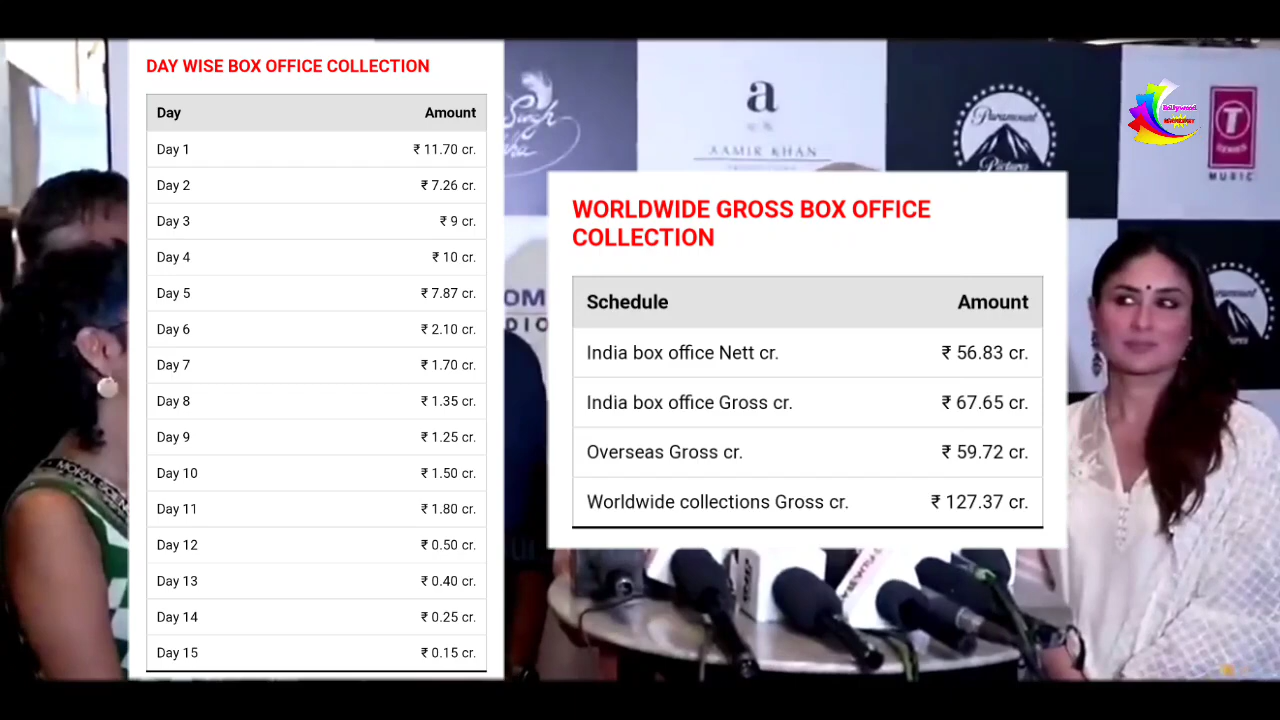 DAY WISE BOX OFFICE COLLECTION
Day Amount
Day 1 ₹ 11.70 cr.
Day 2 ₹ 7.26 cr.
Day 3 ₹ 9 cr.
Day 4 ₹ 10 cr.
Day 5 ₹ 7.87 cr.
Day 6 ₹ 2.10 cr.
Day 7 ₹ 1.70 cr.
Day 8 ₹ 1.35 cr.
Day 9 ₹ 1.25 cr.
Day 10 ₹ 1.50 cr.
Day 11 ₹ 1.80 cr.
Day 12 ₹ 0.50 cr.
Day 13 ₹ 0.40 cr.
Day 14 ₹ 0.25 cr.
Day 15 ₹ 0.15 cr.
WORLDWIDE GROSS BOX OFFICE
COLLECTION
Schedule Amount
India box office Nett cr. ₹ 56.83 cr.
India box office Gross cr. ₹ 67.65 cr.
Overseas Gross cr. ₹ 59.72 cr.
Worldwide collections Gross cr. ₹ 127.37 cr.
Singh
a
AAMIR KHAN
Paramount
Pictures
Bollywood
T
SERIES
MUSIC
Paramount
Pictures